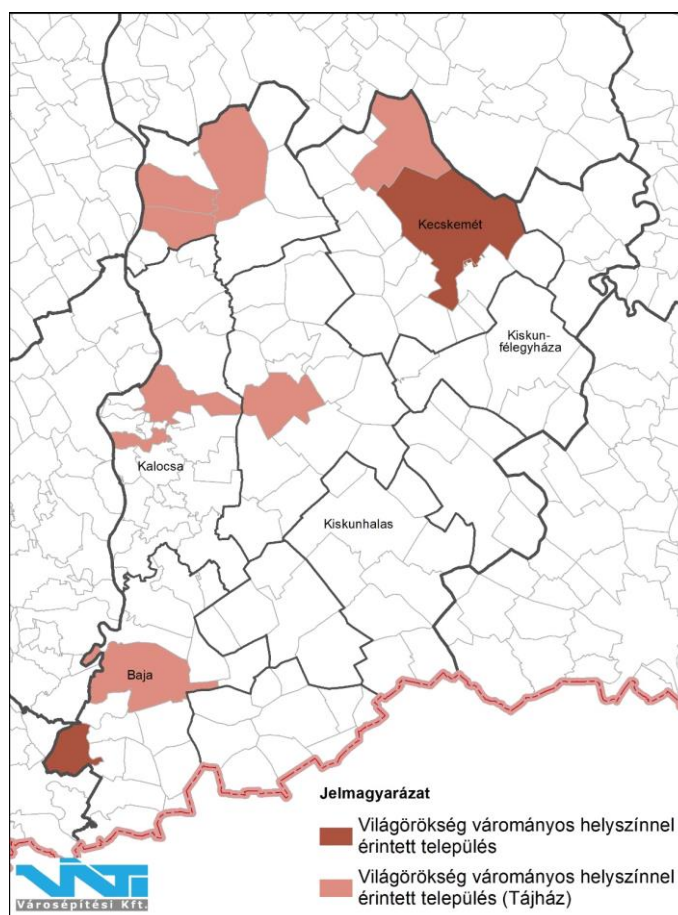 Kecskemét
Kiskun-
félegyháza
Kalocsa
Kiskunhalas
Baja
Jelmagyarázat
Világörökség várományos helyszínnel
érintett település
Világörökség várományos helyszínnel
érintett település (Tájház)
VÁTI
Városépítési Kft.